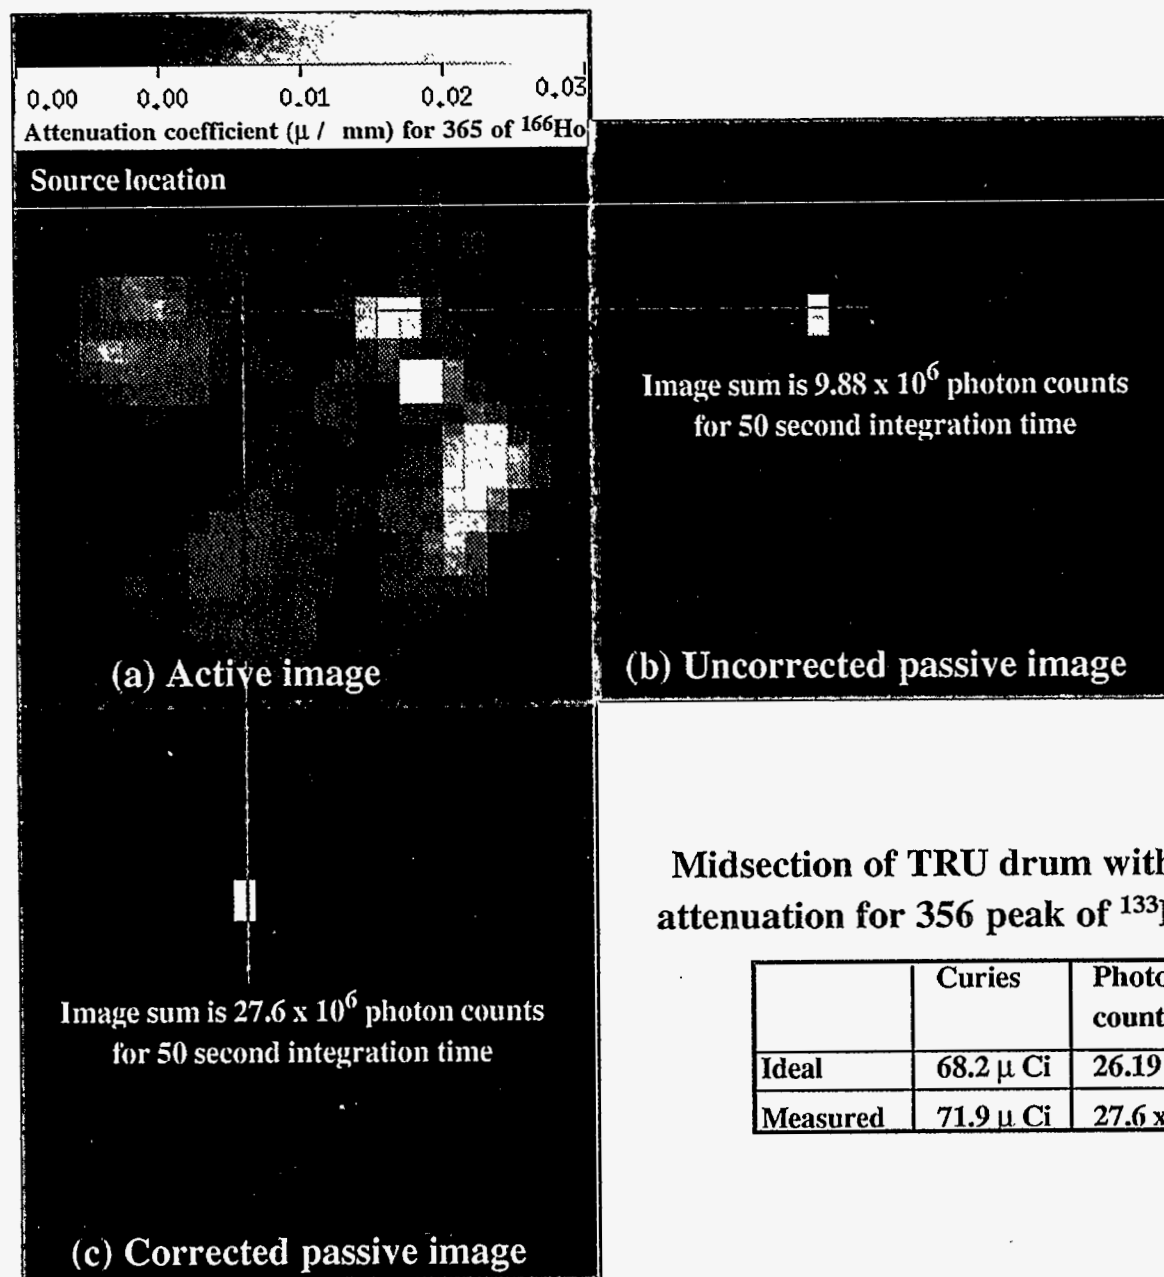 0.00 0.00 0.01 0.02 0.03
Attenuation coefficient (μ / mm) for 365 of ¹⁶⁶Ho
Source location
(a) Active image
Image sum is 9.88 x 10⁶ photon counts
for 50 second integration time
(b) Uncorrected passive image
Image sum is 27.6 x 10⁶ photon counts
for 50 second integration time
(c) Corrected passive image
Midsection of TRU drum with
attenuation for 356 peak of ¹³³
Curies Photo
count
Ideal 68.2 μ Ci 26.19
Measured 71.9 μ Ci 27.6 x